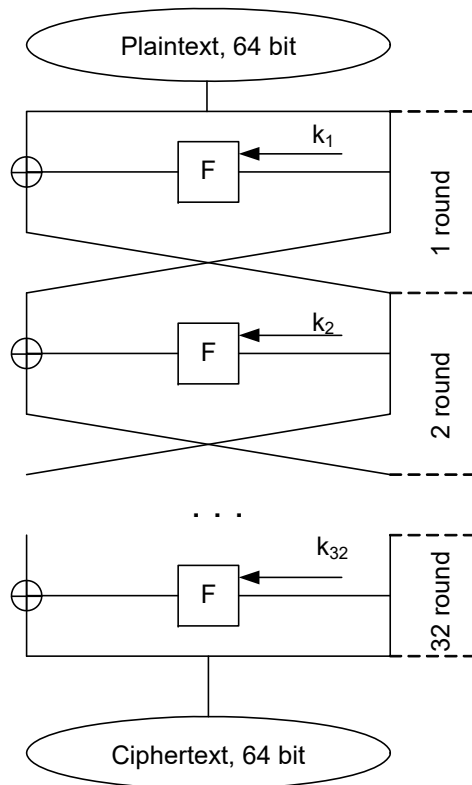 Plaintext, 64 bit
k1
F
1 round
k2
F
2 round
. . .
k32
F
32 round
Ciphertext, 64 bit